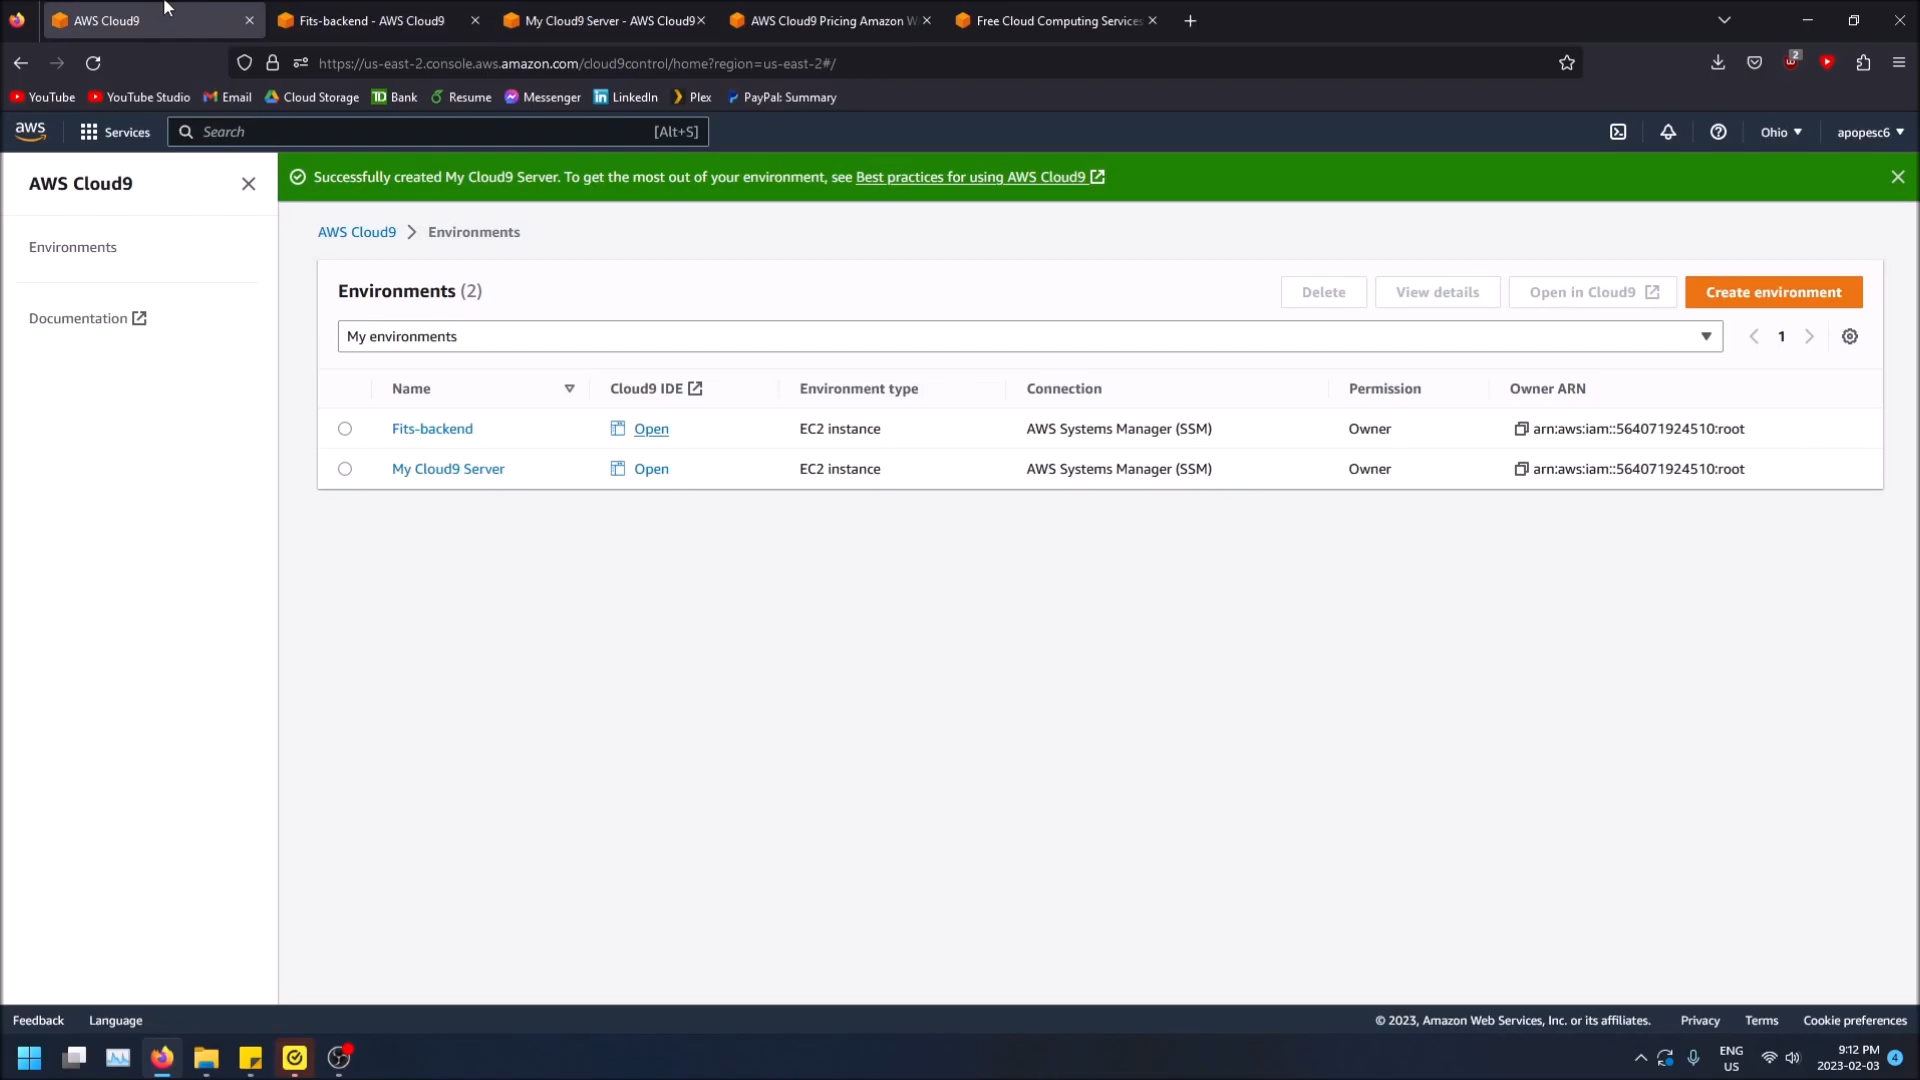 AWS Cloud9
Fits-backend - AWS Cloud9
My Cloud9 Server - AWS Cloud9
AWS Cloud9 Pricing Amazon W
Free Cloud Computing Services
https://us-east-2.console.aws.amazon.com/cloud9control/home?region=us-east-2#/
2
YouTube
YouTube Studio
Email
Cloud Storage
TD Bank
Resume
Messenger
LinkedIn
Plex
PayPal: Summary
aws
Services
Search
[Alt+S]
Ohio
apopesc6
AWS Cloud9
Environments
Documentation
Successfully created My Cloud9 Server. To get the most out of your environment, see Best practices for using AWS Cloud9
AWS Cloud9 > Environments
Environments (2)
Delete
View details
Open in Cloud9
Create environment
My environments
1
Name
Cloud9 IDE
Environment type
Connection
Permission
Owner ARN
Fits-backend
Open
EC2 instance
AWS Systems Manager (SSM)
Owner
arn:aws:iam::564071924510:root
My Cloud9 Server
Open
EC2 instance
AWS Systems Manager (SSM)
Owner
arn:aws:iam::564071924510:root
Feedback
Language
© 2023, Amazon Web Services, Inc. or its affiliates.
Privacy
Terms
Cookie preferences
ENG
US
9:12 PM
2023-02-03
4